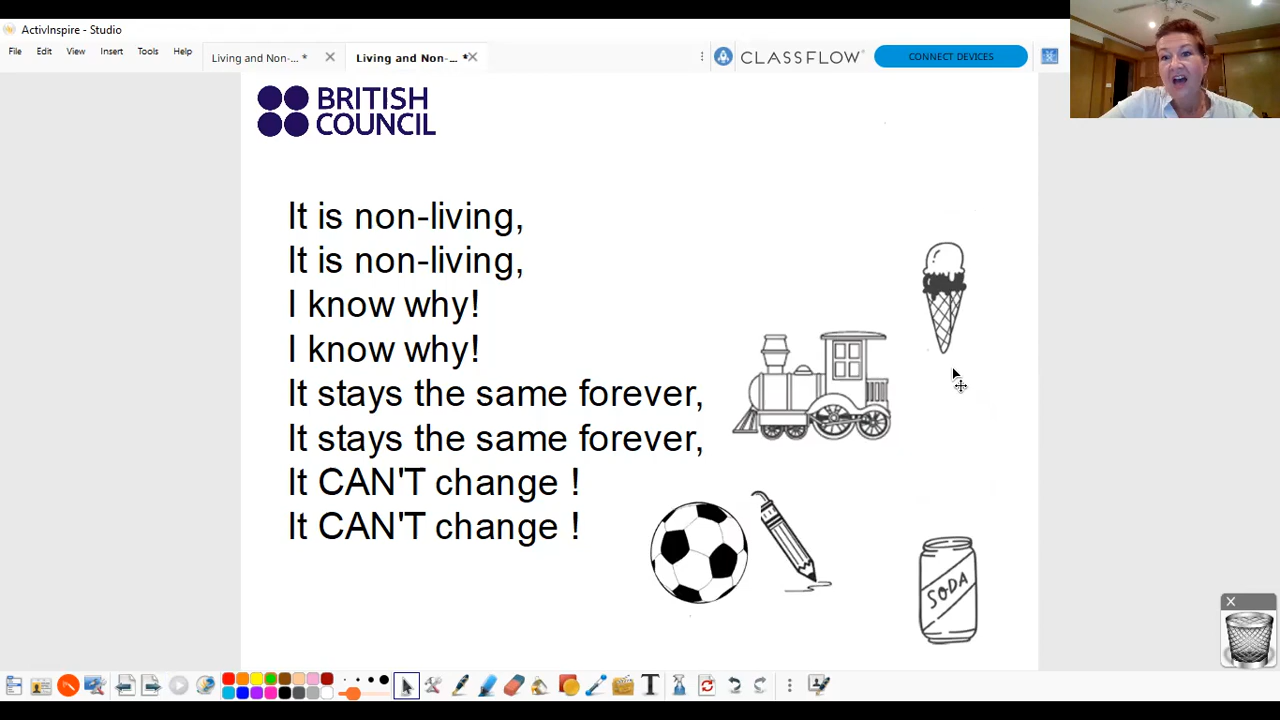 ActivInspire - Studio
File Edit View Insert Tools Help
Living and Non-... *
Living and Non-... *
CLASSFLOW
CONNECT DEVICES
BRITISH
COUNCIL
It is non-living,
It is non-living,
I know why!
I know why!
It stays the same forever,
It stays the same forever,
It CAN'T change !
It CAN'T change !
SODA